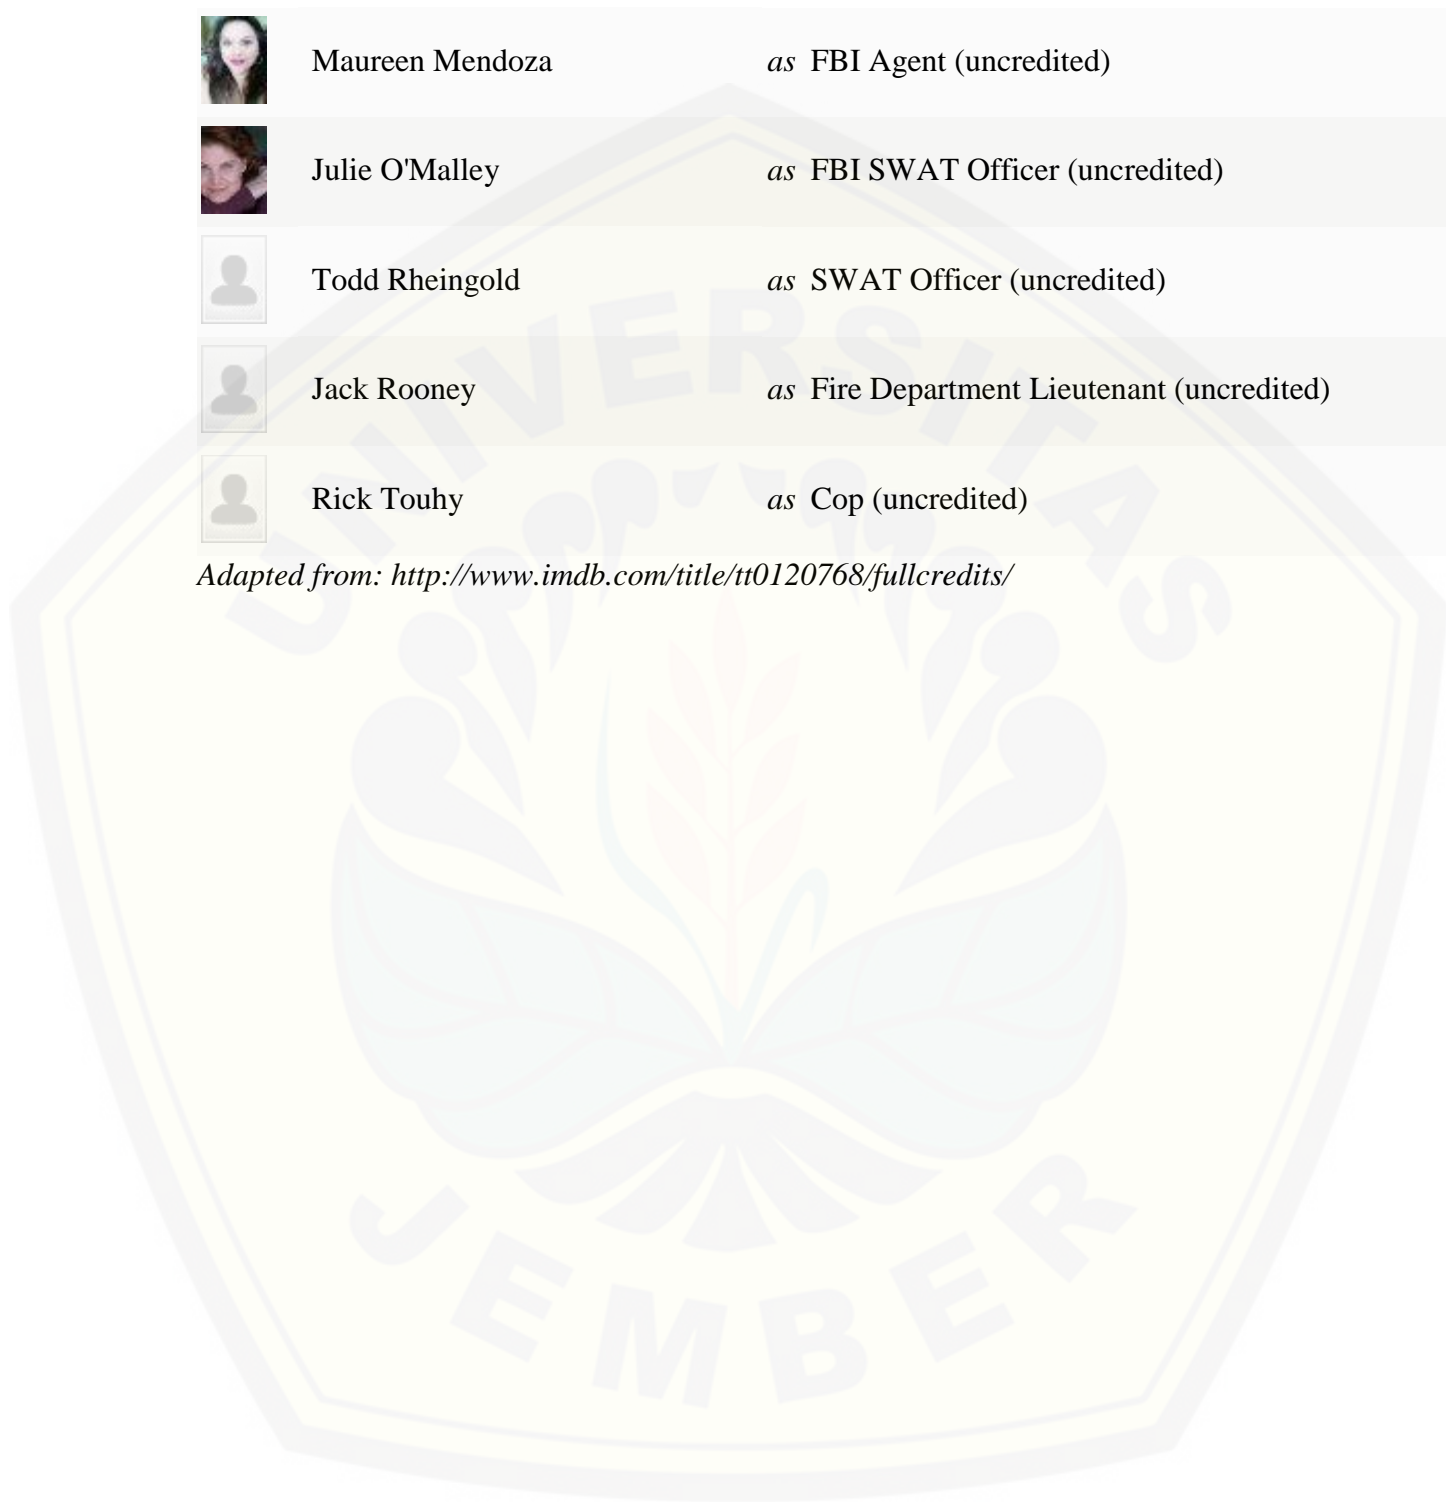 Maureen Mendoza as FBI Agent (uncredited)
Julie O'Malley as FBI SWAT Officer (uncredited)
Todd Rheingold as SWAT Officer (uncredited)
Jack Rooney as Fire Department Lieutenant (uncredited)
Rick Touhy as Cop (uncredited)
Adapted from: http://www.imdb.com/title/tt0120768/fullcredits/
UNIVERSITAS
JEMBER